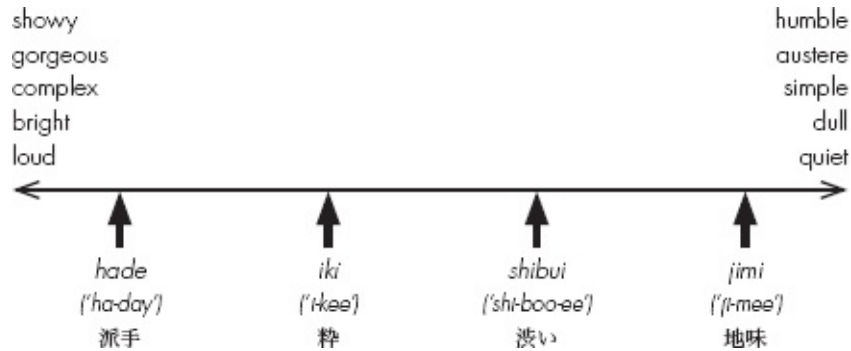 showy
gorgeous
complex
bright
loud
humble
austere
simple
dull
quiet
hade
('ha-day')
派手
iki
('i-kee')
粋
shibui
('shi-boo-ee')
渋い
jimi
('ji-mee')
地味